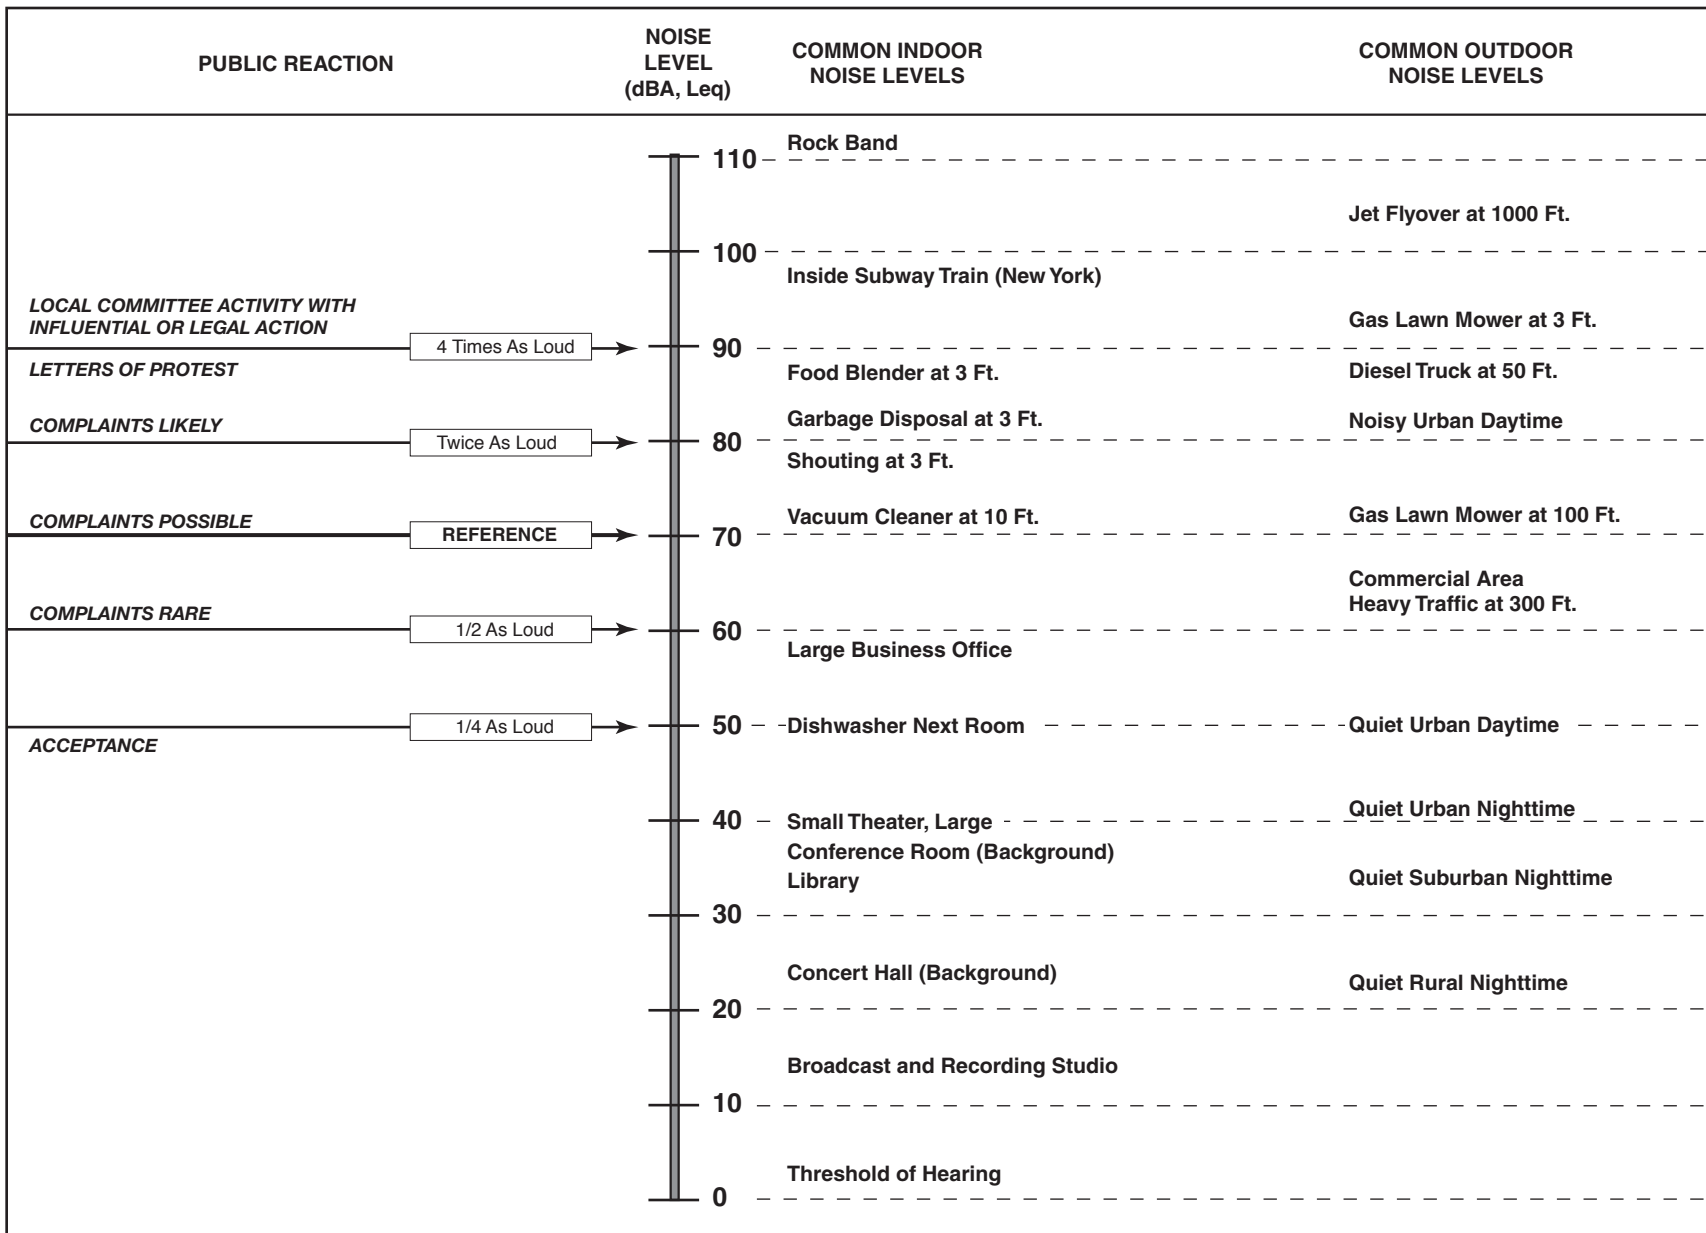 PUBLIC REACTION
NOISE
LEVEL
(dBA, Leq)
COMMON INDOOR
NOISE LEVELS
COMMON OUTDOOR
NOISE LEVELS
Rock Band
110
Jet Flyover at 1000 Ft.
100
Inside Subway Train (New York)
LOCAL COMMITTEE ACTIVITY WITH
INFLUENTIAL OR LEGAL ACTION
Gas Lawn Mower at 3 Ft.
4 Times As Loud
90
LETTERS OF PROTEST
Food Blender at 3 Ft.
Diesel Truck at 50 Ft.
COMPLAINTS LIKELY
Garbage Disposal at 3 Ft.
Noisy Urban Daytime
Twice As Loud
80
Shouting at 3 Ft.
COMPLAINTS POSSIBLE
Vacuum Cleaner at 10 Ft.
Gas Lawn Mower at 100 Ft.
REFERENCE
70
Commercial Area
Heavy Traffic at 300 Ft.
COMPLAINTS RARE
1/2 As Loud
60
Large Business Office
1/4 As Loud
50
Dishwasher Next Room
Quiet Urban Daytime
ACCEPTANCE
Quiet Urban Nighttime
40
Small Theater, Large
Conference Room (Background)
Library
Quiet Suburban Nighttime
30
Concert Hall (Background)
Quiet Rural Nighttime
20
Broadcast and Recording Studio
10
Threshold of Hearing
0